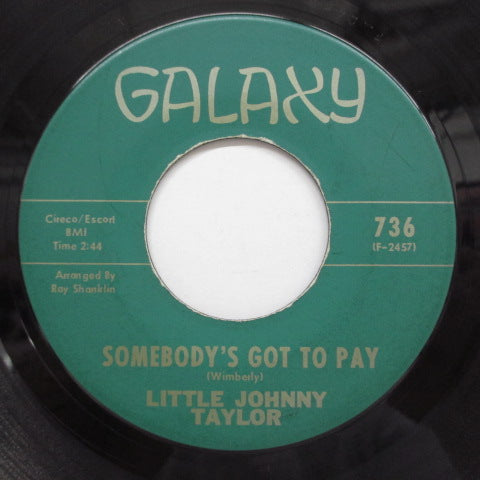 GALAXY
Cireco/Escort
BMI
Time 2:44
Arranged By
Ray Shanklin
736
(F-2457)
SOMEBODY'S GOT TO PAY
(Wimberly)
LITTLE JOHNNY
TAYLOR